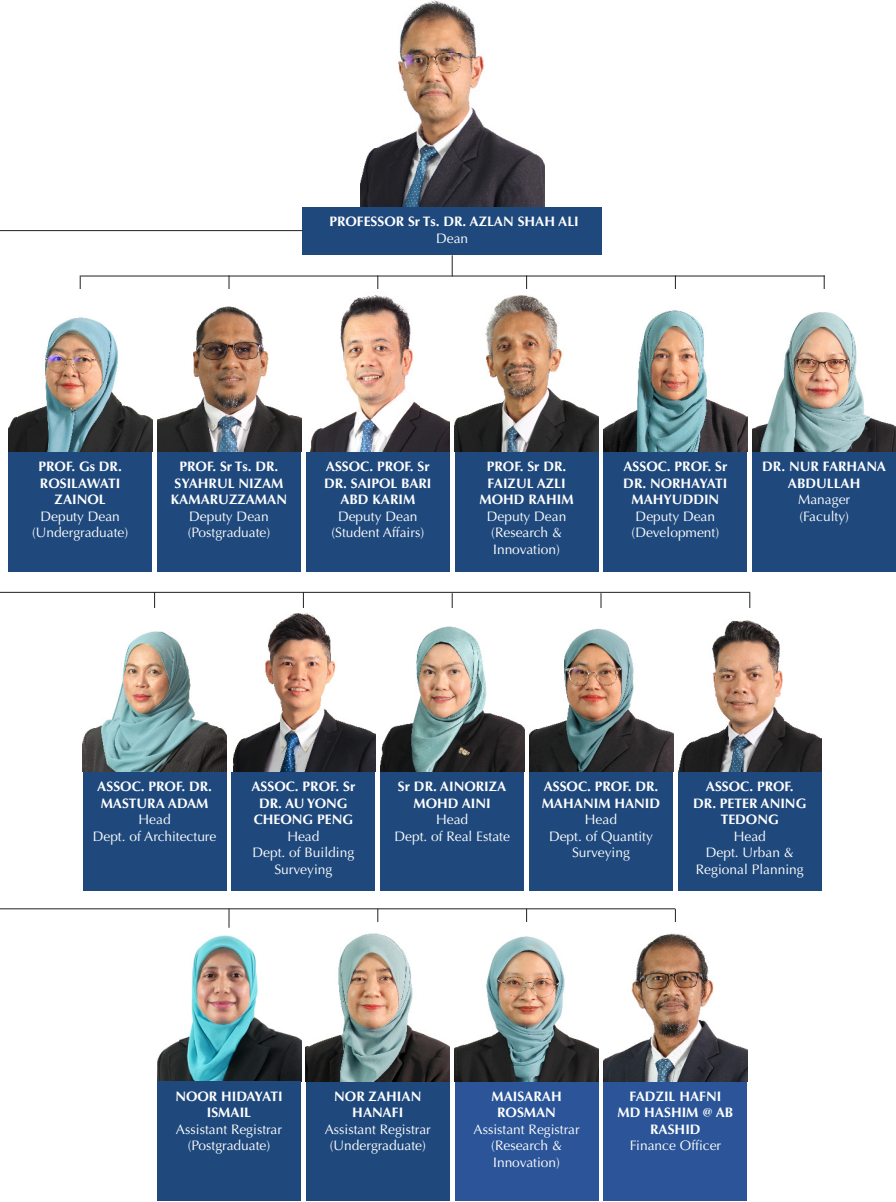 PROFESSOR Sr Ts. DR. AZLAN SHAH ALI
Dean
PROF. Gs DR.
ROSILAWATI
ZAINOL
Deputy Dean
(Undergraduate)
PROF. Sr Ts. DR.
SYAHRUL NIZAM
KAMARUZZAMAN
Deputy Dean
(Postgraduate)
ASSOC. PROF. Sr
DR. SAIPOL BARI
ABD KARIM
Deputy Dean
(Student Affairs)
PROF. Sr DR.
FAIZUL AZLI
MOHD RAHIM
Deputy Dean
(Research &
Innovation)
ASSOC. PROF. Sr
DR. NORHAYATI
MAHYUDDIN
Deputy Dean
(Development)
DR. NUR FARHANA
ABDULLAH
Manager
(Faculty)
ASSOC. PROF. DR.
MASTURA ADAM
Head
Dept. of Architecture
ASSOC. PROF. Sr
DR. AU YONG
CHEONG PENG
Head
Dept. of Building
Surveying
Sr DR. AINORIZA
MOHD AINI
Head
Dept. of Real Estate
ASSOC. PROF. DR.
MAHANIM HANID
Head
Dept. of Quantity
Surveying
ASSOC. PROF.
DR. PETER ANING
TEDONG
Head
Dept. Urban &
Regional Planning
NOOR HIDAYATI
ISMAIL
Assistant Registrar
(Postgraduate)
NOR ZAHIAN
HANAFI
Assistant Registrar
(Undergraduate)
MAISARAH
ROSMAN
Assistant Registrar
(Research &
Innovation)
FADZIL HAFNI
MD HASHIM @ AB
RASHID
Finance Officer